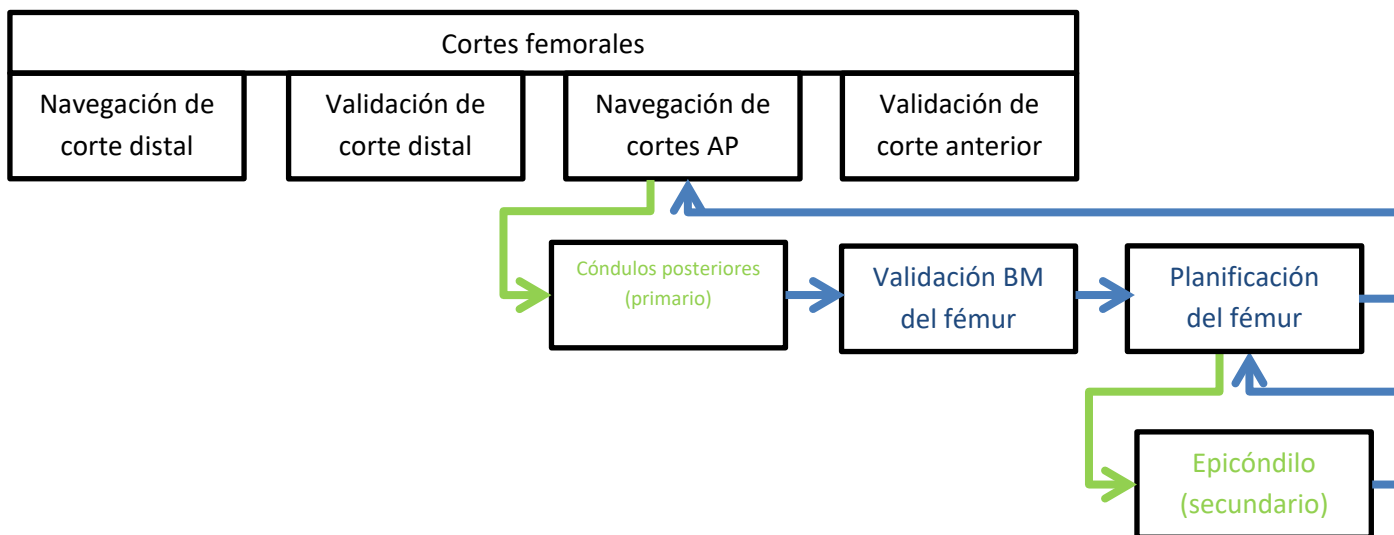 Cortes femorales
Navegación de
corte distal
Validación de
corte distal
Navegación de
cortes AP
Validación de
corte anterior
Cóndulos posteriores
(primario)
Validación BM
del fémur
Planificación
del fémur
Epicóndilo
(secundario)